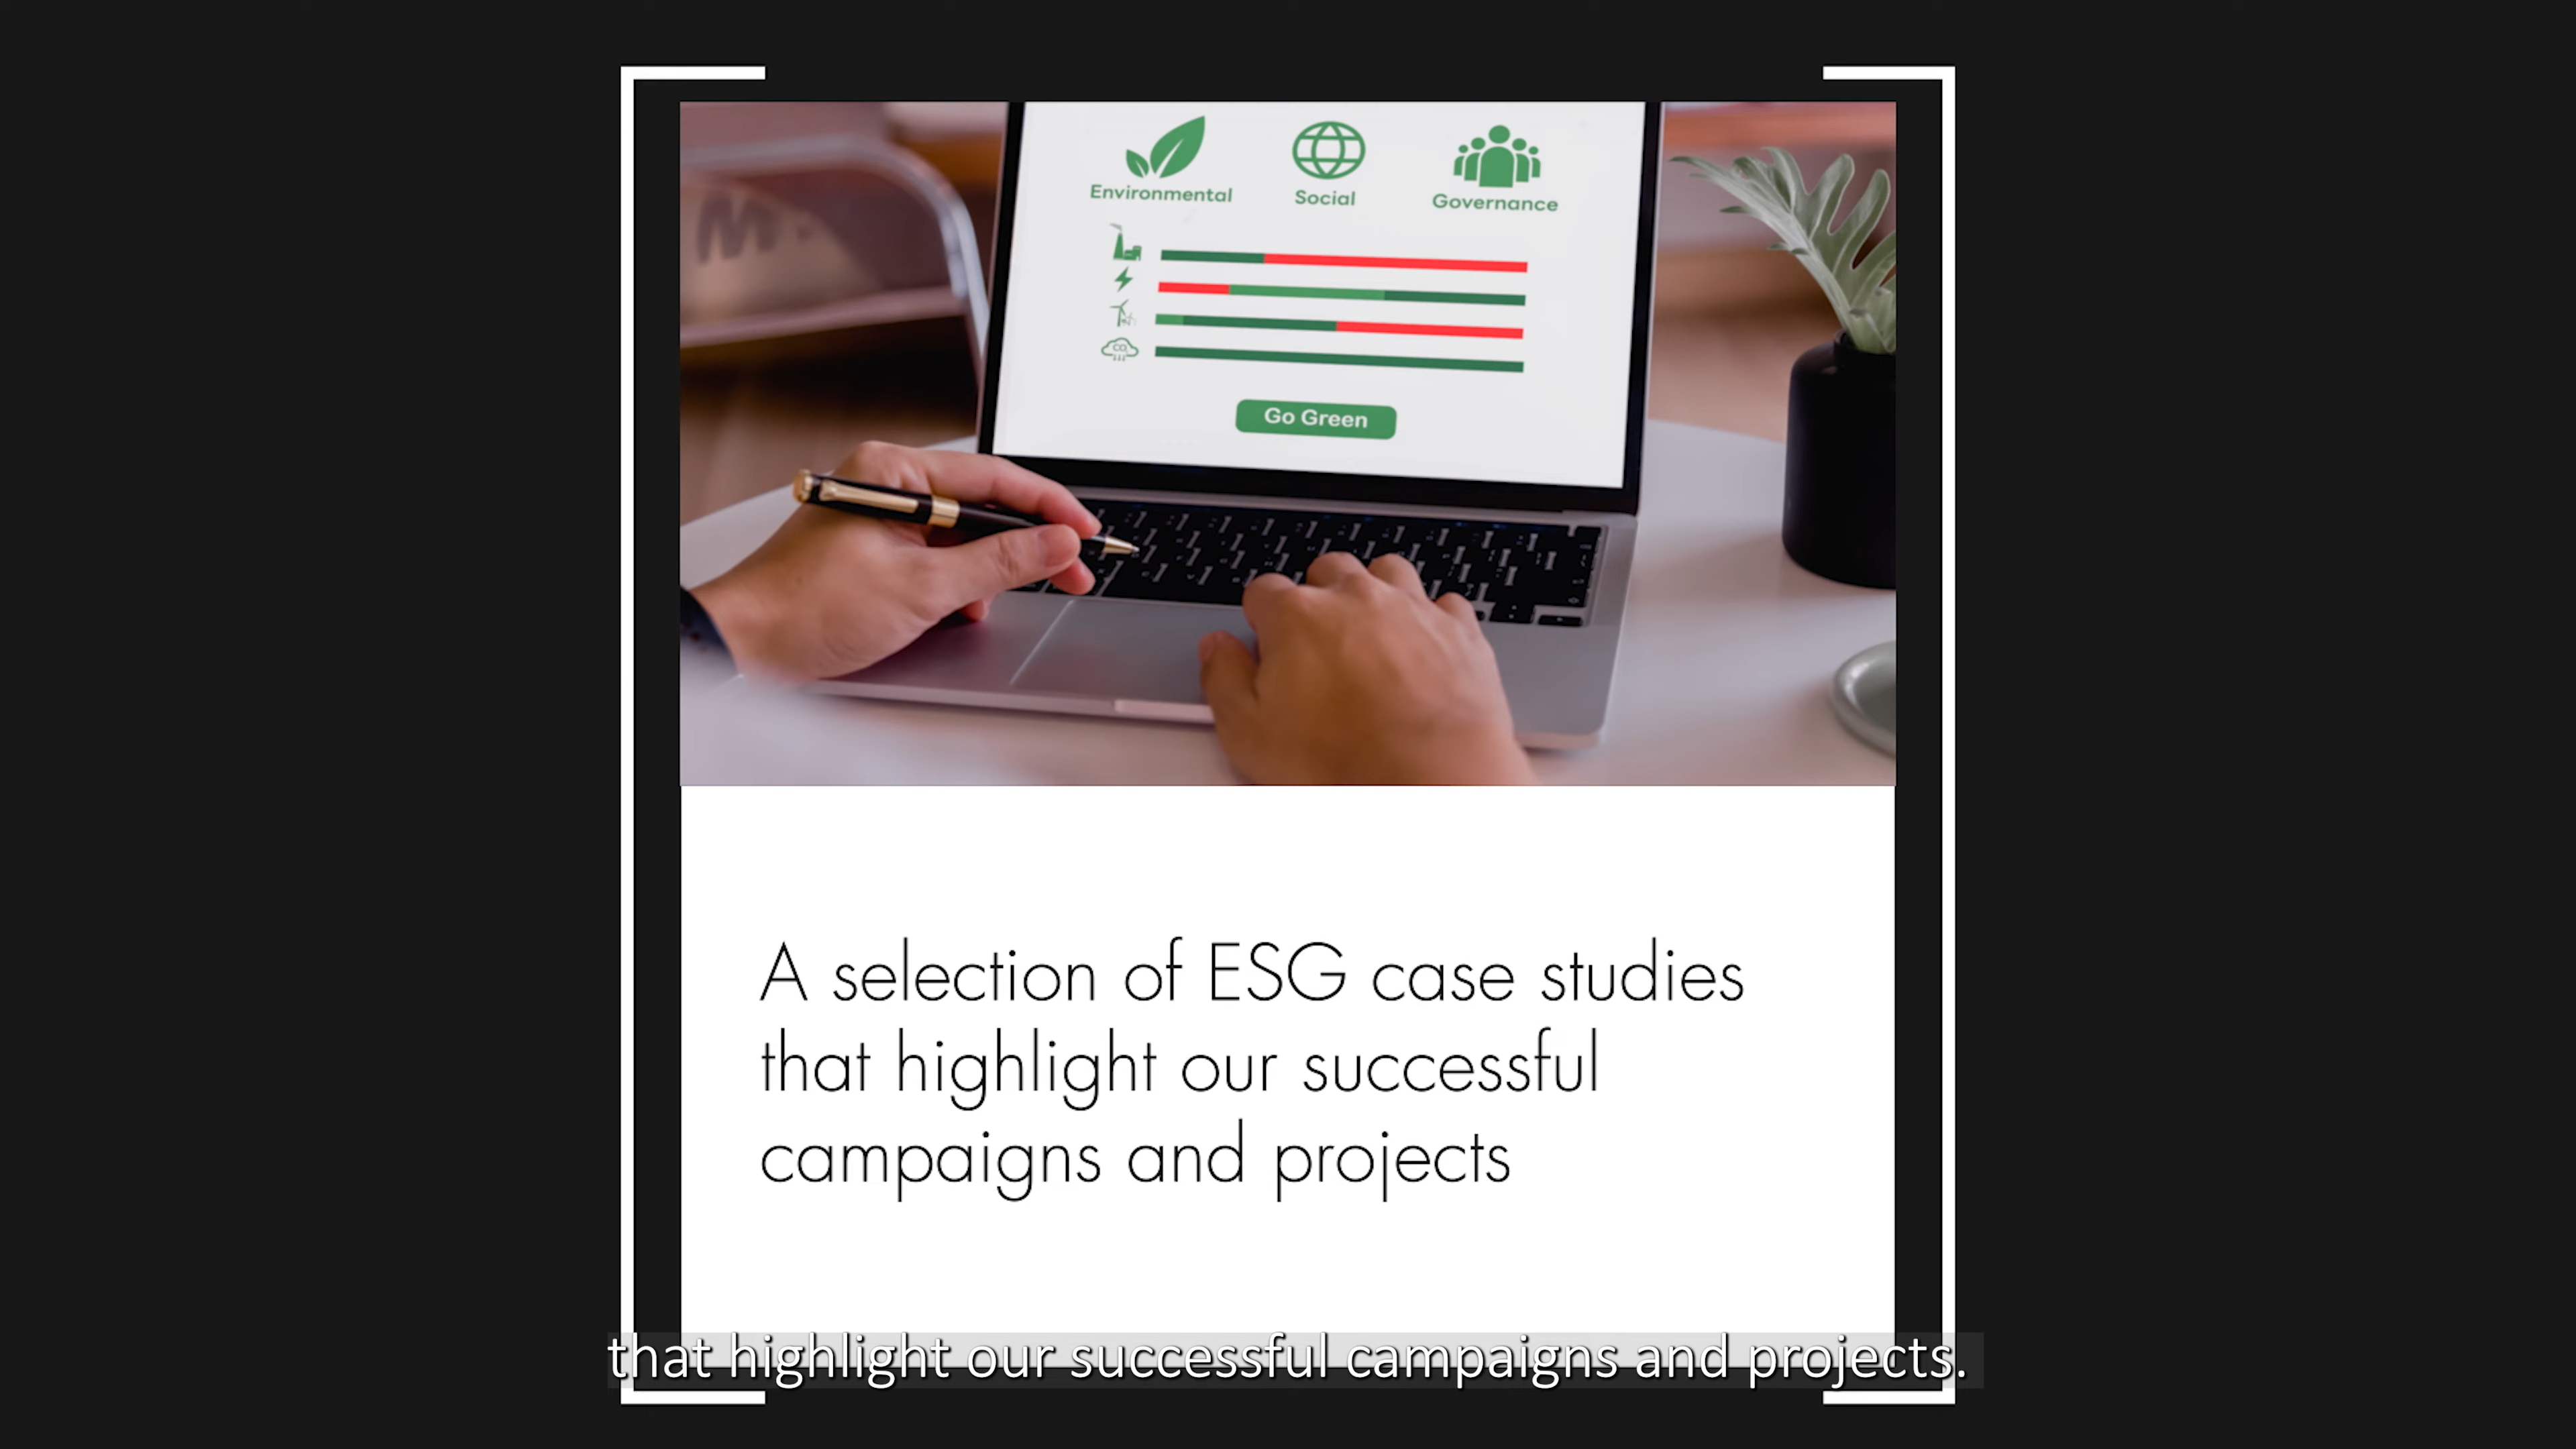 Environmental
Social
Governance
CO
Go Green
A selection of ESG case studies
that highlight our successful
campaigns and projects
that highlight our successful campaigns and projects.